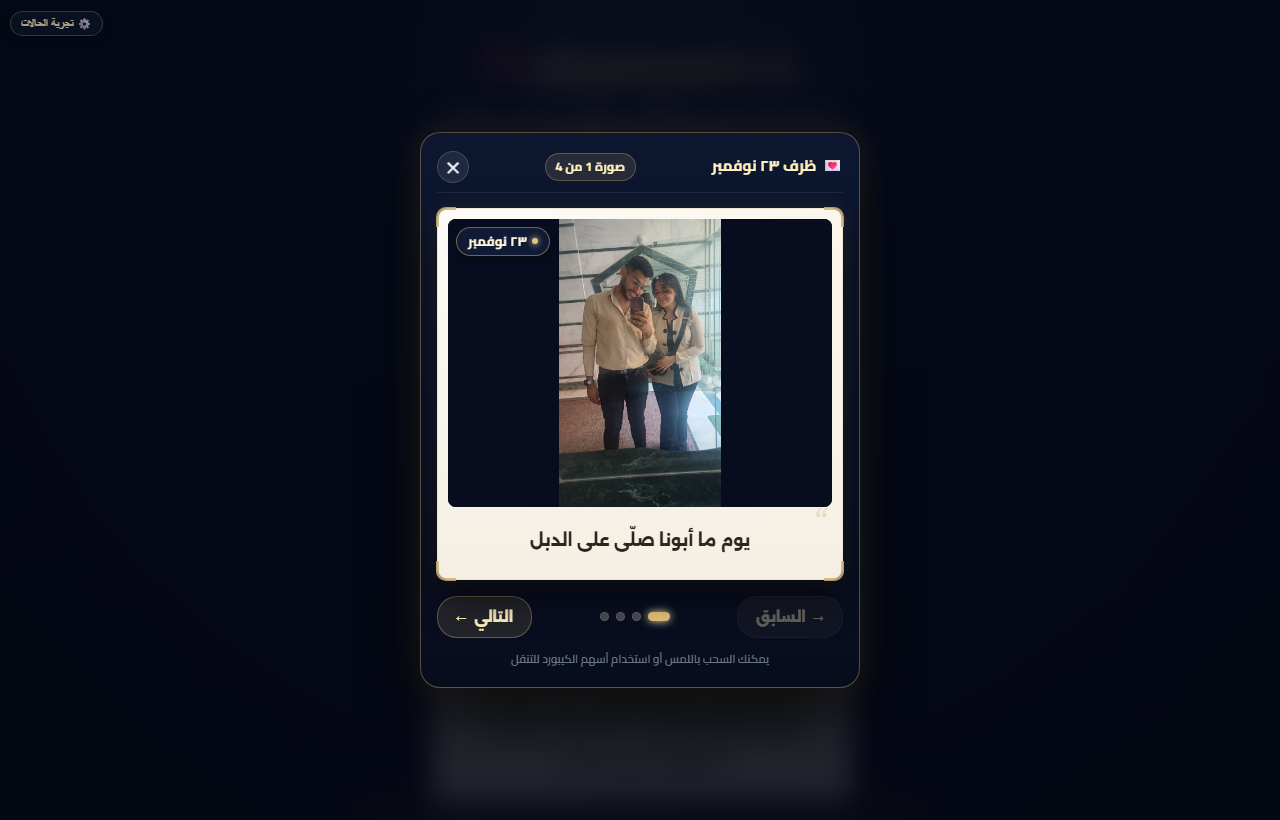 تجربة الحالات
ظرف ٢٣ نوفمبر
صورة 1 من 4
٢٣ نوفمبر
يوم ما أبونا صلّى على الدبل
→ السابق
التالي ←
يمكنك السحب باللمس أو استخدام أسهم الكيبورد للتنقل